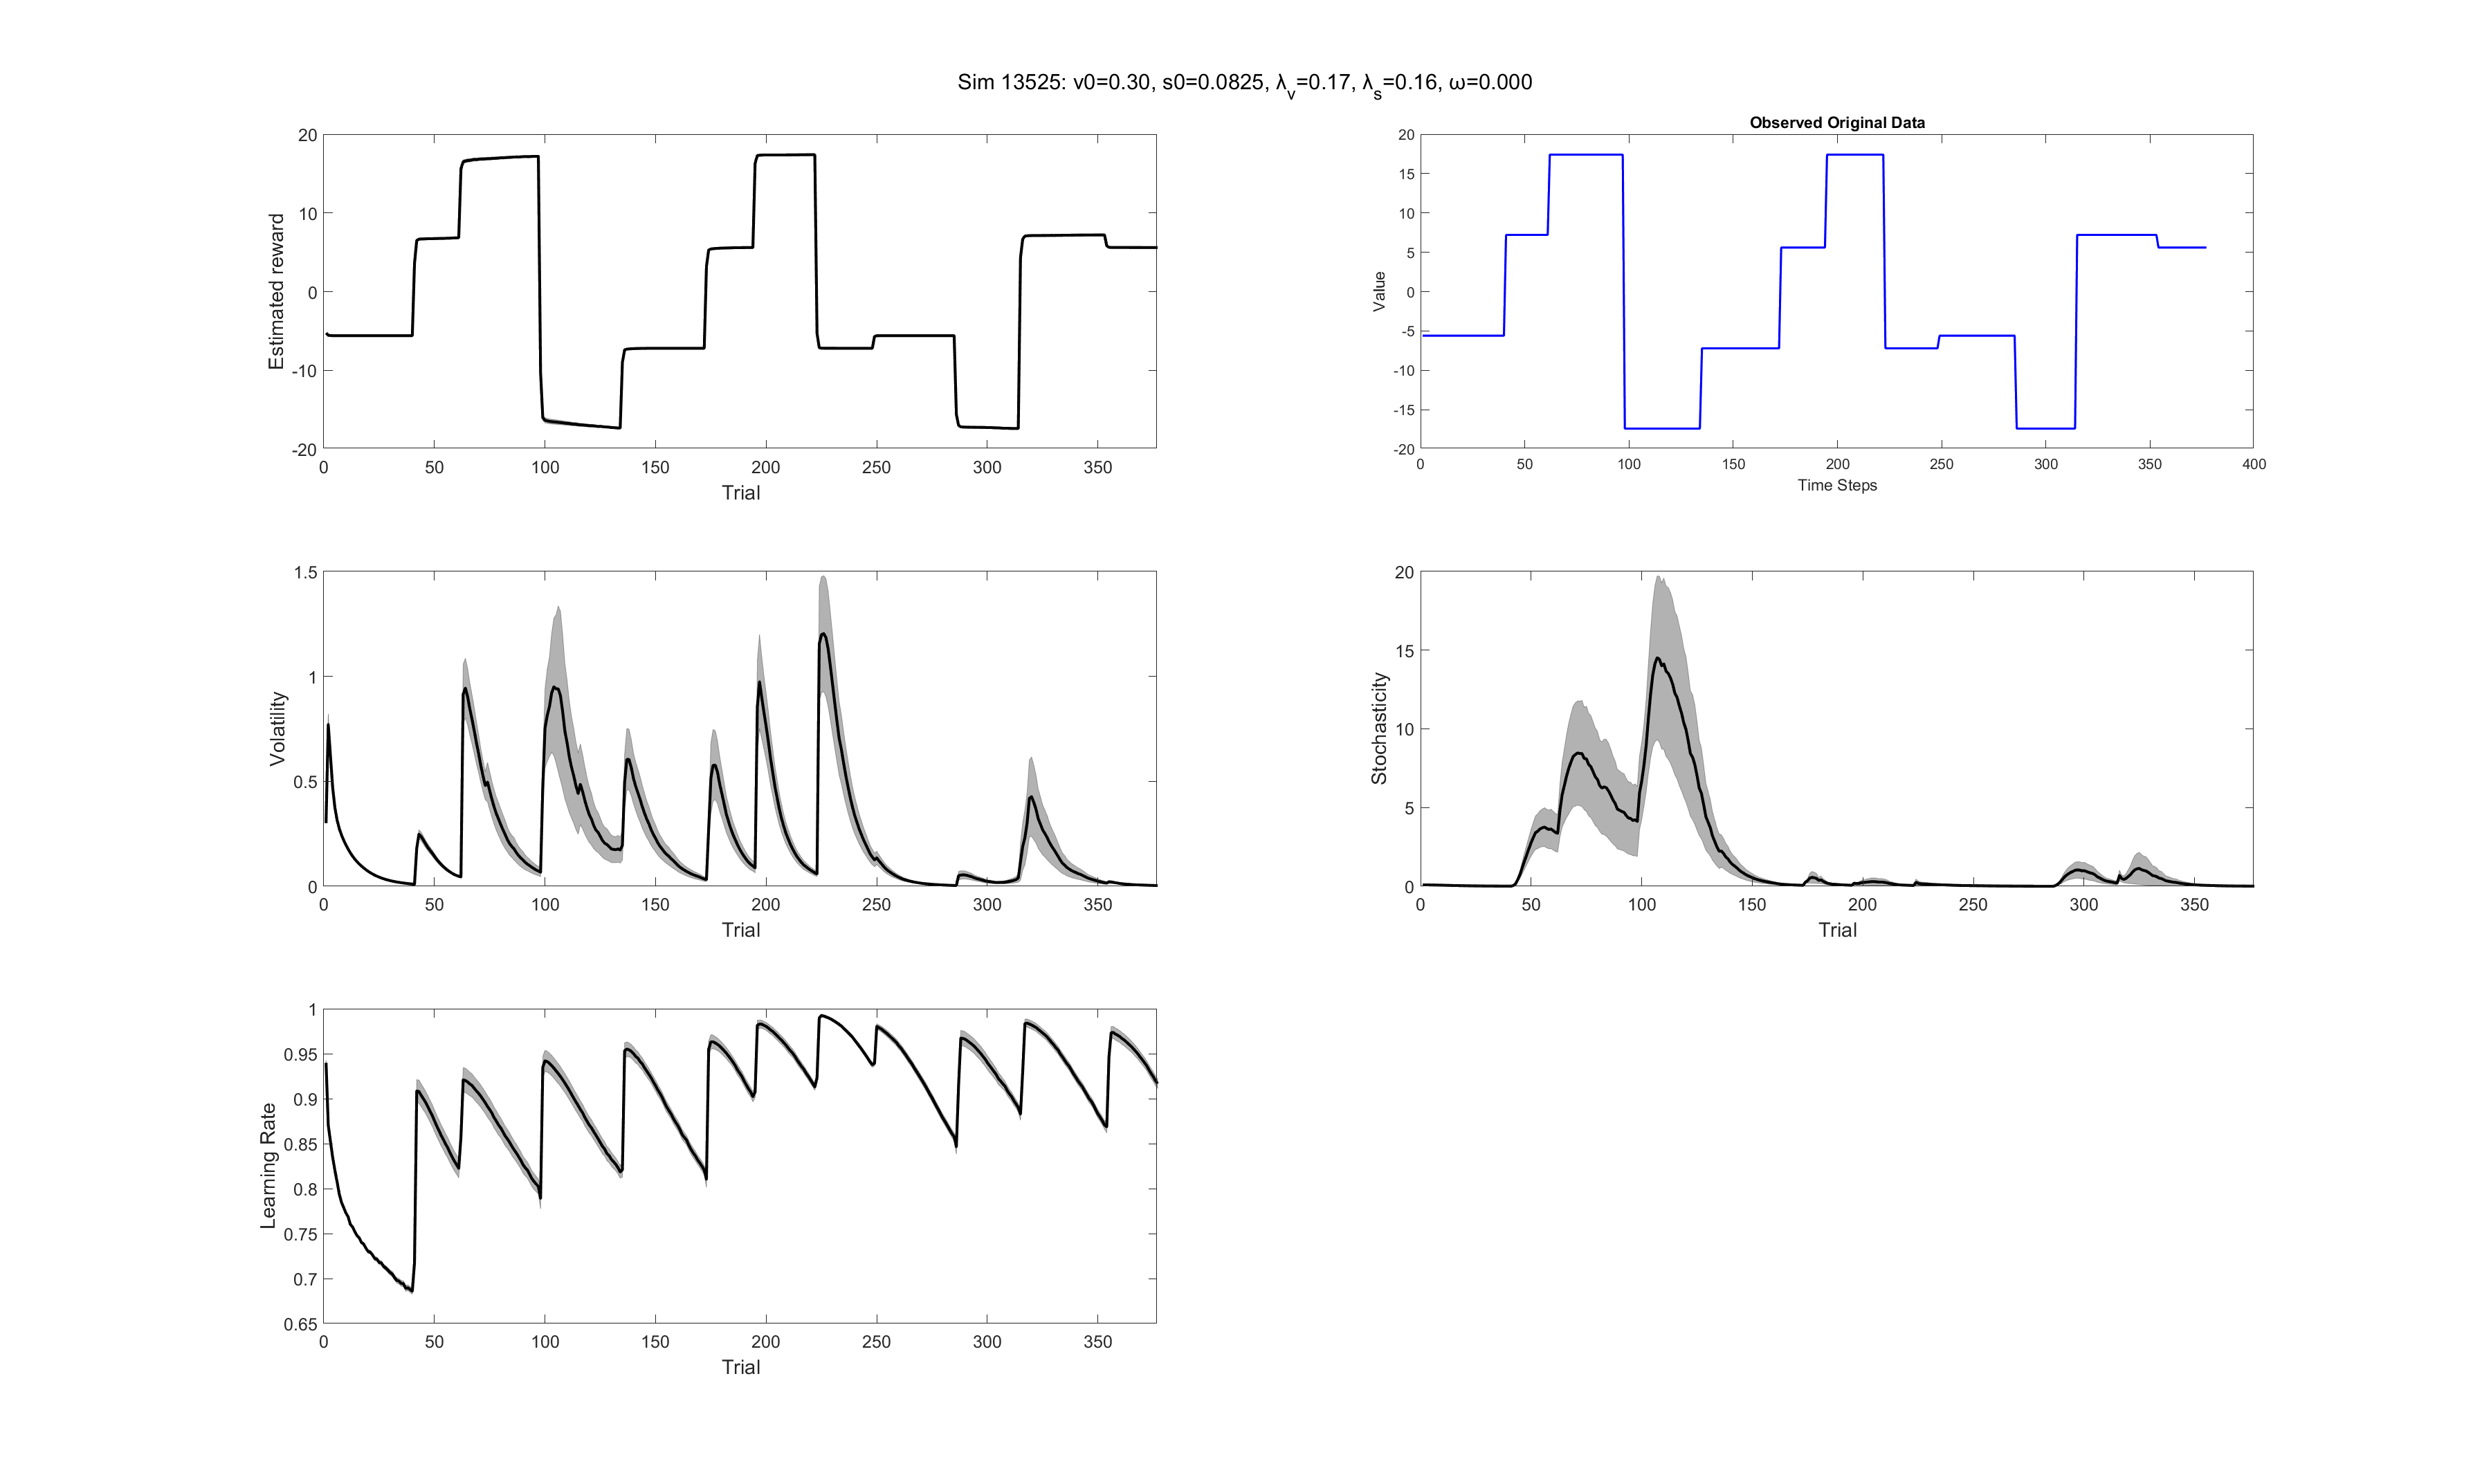 Sim 13525: v0=0.30, s0=0.0825, λv=0.17, λs=0.16, ω=0.000
20
10
0
-10
-20
Estimated reward
0 50 100 150 200 250 300 350
Trial
Observed Original Data
20
15
10
5
0
-5
-10
-15
-20
Value
0 50 100 150 200 250 300 350 400
Time Steps
1.5
1
0.5
0
Volatility
0 50 100 150 200 250 300 350
Trial
20
15
10
5
0
Stochasticity
0 50 100 150 200 250 300 350
Trial
1
0.95
0.9
0.85
0.8
0.75
0.7
0.65
Learning Rate
0 50 100 150 200 250 300 350
Trial